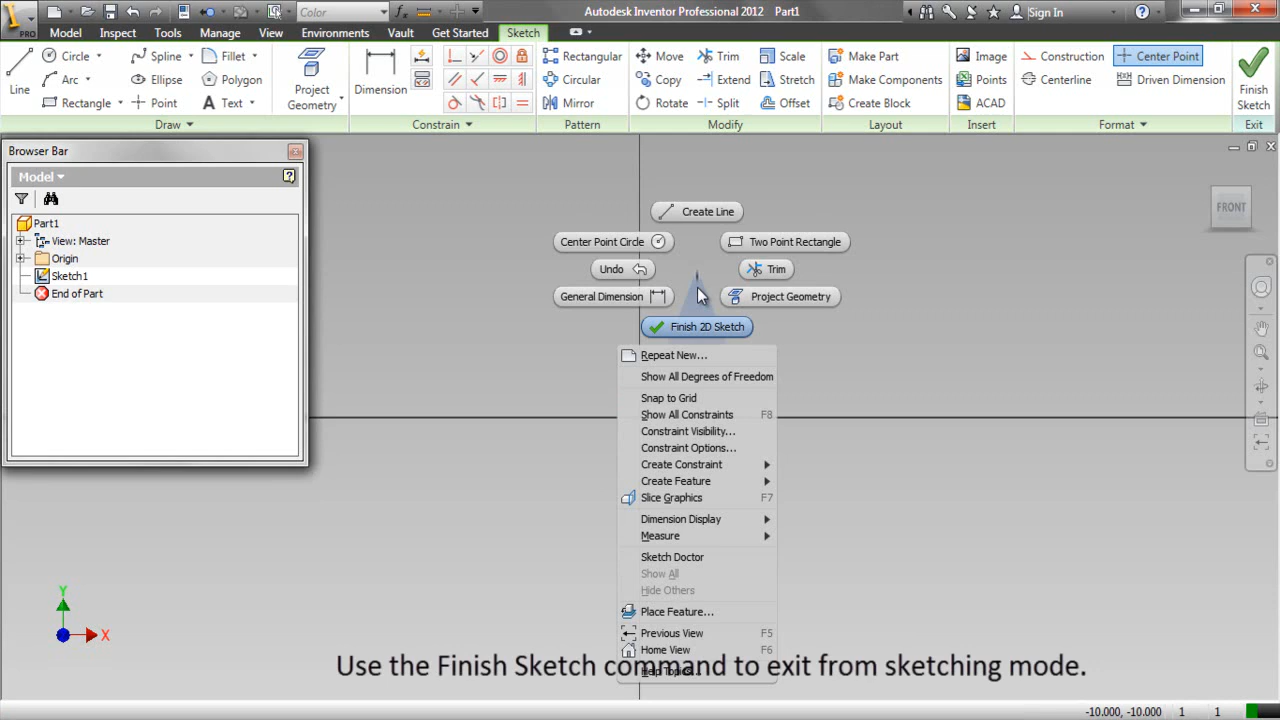 PRO
Color
Autodesk Inventor Professional 2012 Part1
Sign In
Model Inspect Tools Manage View Environments Vault Get Started Sketch
Line
Circle
Arc
Rectangle
Spline
Ellipse
Point
Fillet
Polygon
Text
Project
Geometry
Dimension
Rectangular
Circular
Mirror
Move
Copy
Rotate
Trim
Extend
Split
Scale
Stretch
Offset
Make Part
Make Components
Create Block
Image
Points
ACAD
Construction
Centerline
Center Point
Driven Dimension
Finish
Sketch
Draw
Constrain
Pattern
Modify
Layout
Insert
Format
Exit
Browser Bar
Model
Part1
View: Master
Origin
Sketch1
End of Part
FRONT
Create Line
Center Point Circle
Two Point Rectangle
Undo
Trim
General Dimension
Project Geometry
Finish 2D Sketch
Repeat New...
Show All Degrees of Freedom
Snap to Grid
Show All Constraints F8
Constraint Visibility...
Constraint Options...
Create Constraint
Create Feature
Slice Graphics F7
Dimension Display
Measure
Sketch Doctor
Show All
Hide Others
Place Feature...
Previous View F5
Home View F6
Help Topics...
Y
X
Use the Finish Sketch command to exit from sketching mode.
-10.000, -10.000 1 1